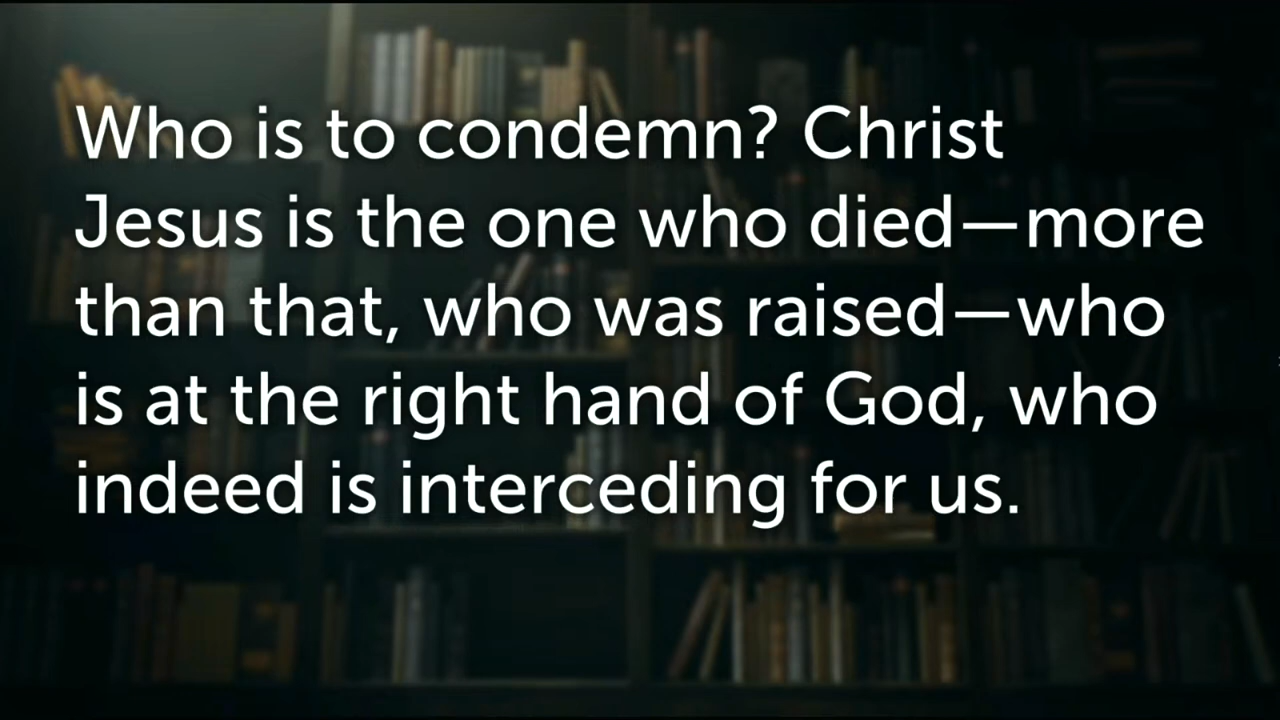 Who is to condemn? Christ
Jesus is the one who died—more
than that, who was raised—who
is at the right hand of God, who
indeed is interceding for us.